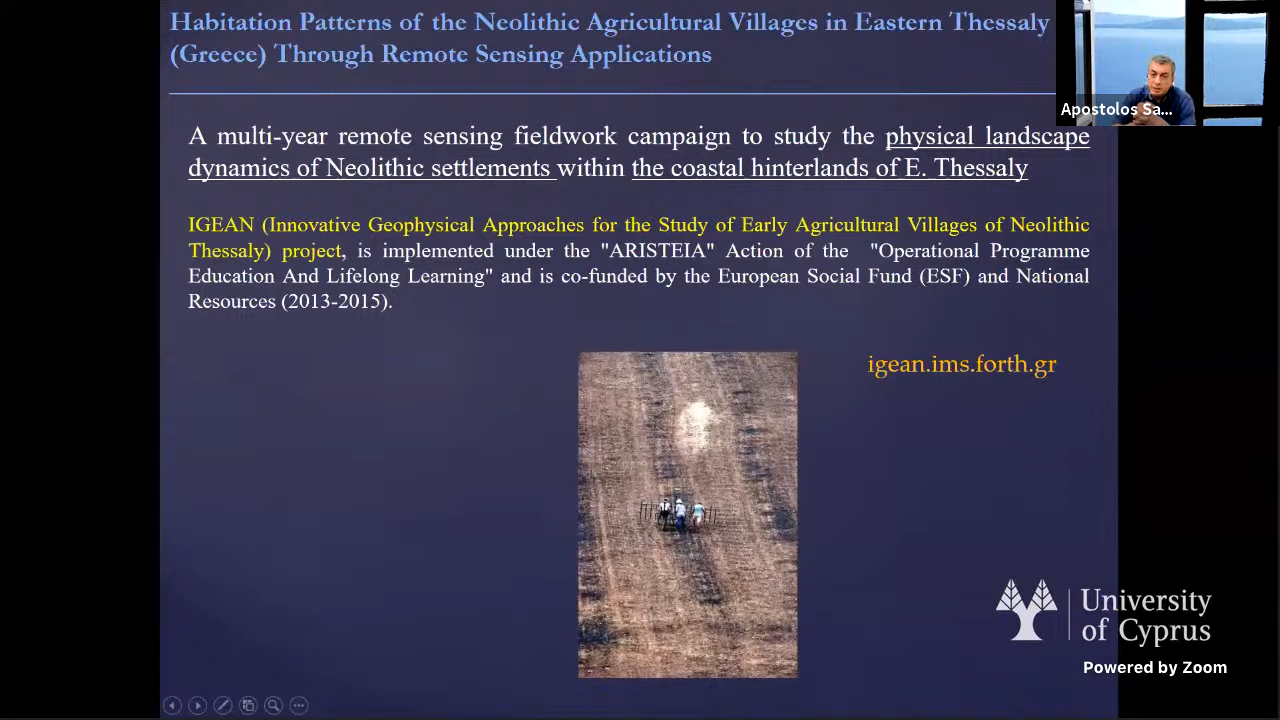 Habitation Patterns of the Neolithic Agricultural Villages in Eastern Thessaly
(Greece) Through Remote Sensing Applications
Apostolos Sa...
A multi-year remote sensing fieldwork campaign to study the physical landscape
dynamics of Neolithic settlements within the coastal hinterlands of E. Thessaly
IGEAN (Innovative Geophysical Approaches for the Study of Early Agricultural Villages of Neolithic
Thessaly) project, is implemented under the "ARISTEIA" Action of the "Operational Programme
Education And Lifelong Learning" and is co-funded by the European Social Fund (ESF) and National
Resources (2013-2015).
igean.ims.forth.gr
University
of Cyprus
Powered by Zoom